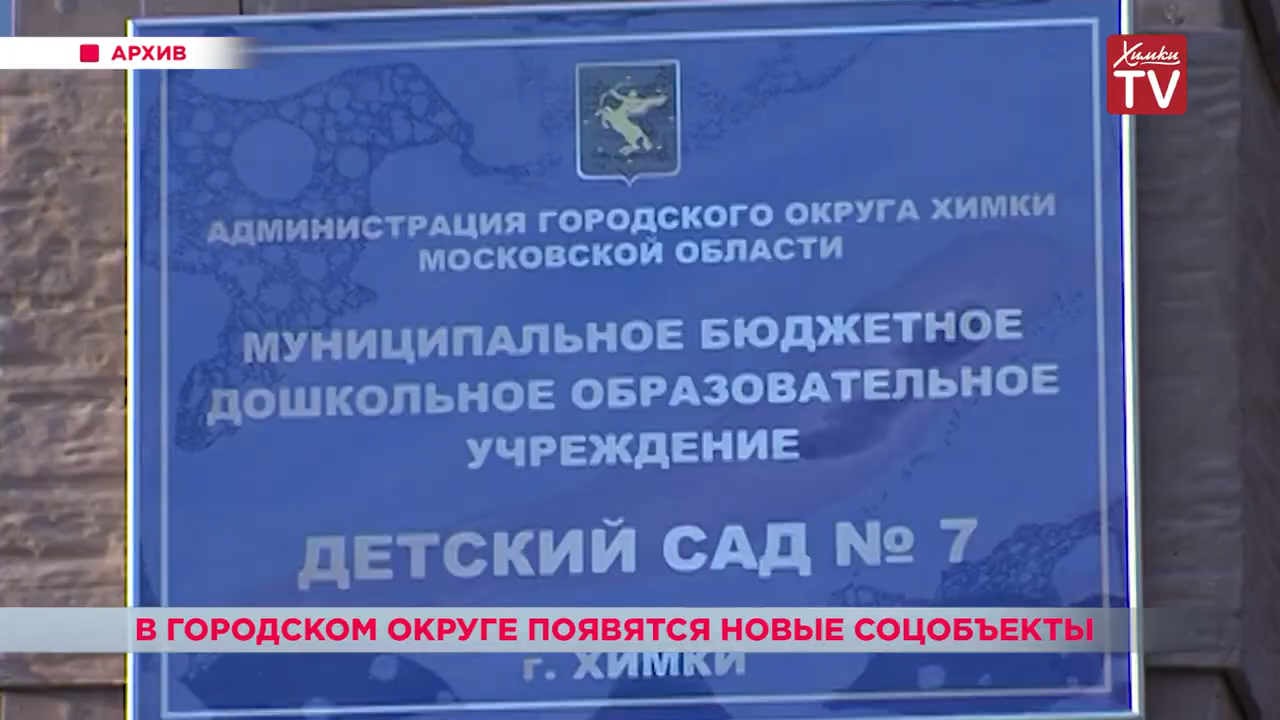 АРХИВ
Химки
TV
АДМИНИСТРАЦИЯ ГОРОДСКОГО ОКРУГА ХИМКИ
МОСКОВСКОЙ ОБЛАСТИ
МУНИЦИПАЛЬНОЕ БЮДЖЕТНОЕ
ДОШКОЛЬНОЕ ОБРАЗОВАТЕЛЬНОЕ
УЧРЕЖДЕНИЕ
ДЕТСКИЙ САД № 7
В ГОРОДСКОМ ОКРУГЕ ПОЯВЯТСЯ НОВЫЕ СОЦОБЪЕКТЫ
г. ХИМКИ